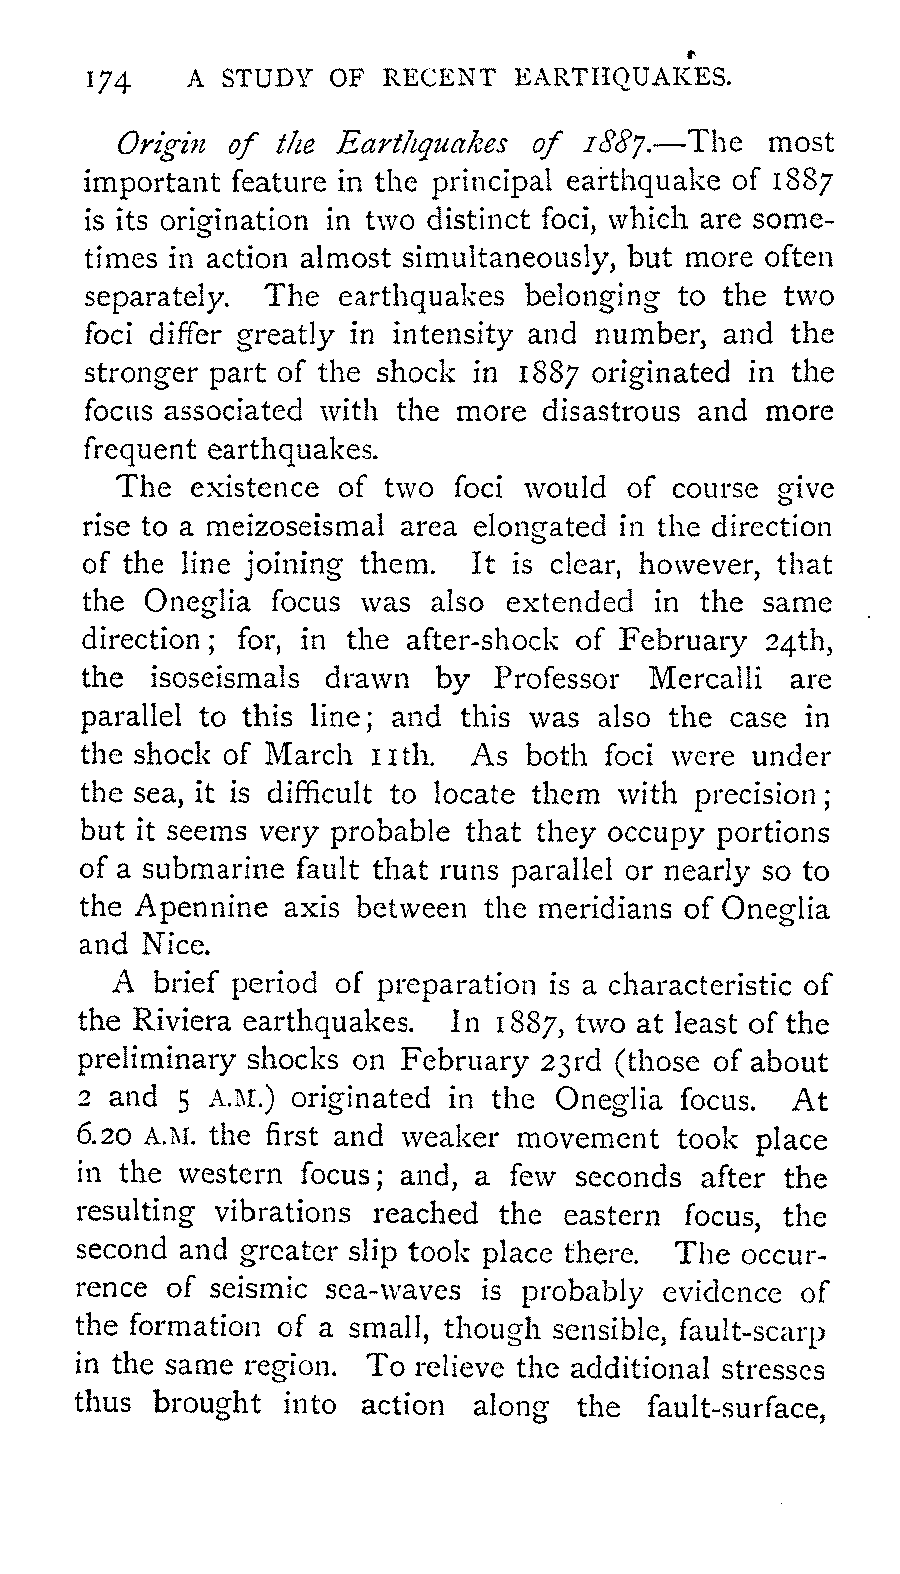 174 A STUDY OF RECENT EARTHQUAKES.
Origin of the Earthquakes of 1887.—The most
important feature in the principal earthquake of 1887
is its origination in two distinct foci, which are some-
times in action almost simultaneously, but more often
separately. The earthquakes belonging to the two
foci differ greatly in intensity and number, and the
stronger part of the shock in 1887 originated in the
focus associated with the more disastrous and more
frequent earthquakes.
The existence of two foci would of course give
rise to a meizoseismal area elongated in the direction
of the line joining them. It is clear, however, that
the Oneglia focus was also extended in the same
direction; for, in the after-shock of February 24th,
the isoseismals drawn by Professor Mercalli are
parallel to this line; and this was also the case in
the shock of March 11th. As both foci were under
the sea, it is difficult to locate them with precision;
but it seems very probable that they occupy portions
of a submarine fault that runs parallel or nearly so to
the Apennine axis between the meridians of Oneglia
and Nice.
A brief period of preparation is a characteristic of
the Riviera earthquakes. In 1887, two at least of the
preliminary shocks on February 23rd (those of about
2 and 5 A.M.) originated in the Oneglia focus. At
6.20 A.M. the first and weaker movement took place
in the western focus; and, a few seconds after the
resulting vibrations reached the eastern focus, the
second and greater slip took place there. The occur-
rence of seismic sea-waves is probably evidence of
the formation of a small, though sensible, fault-scarp
in the same region. To relieve the additional stresses
thus brought into action along the fault-surface,